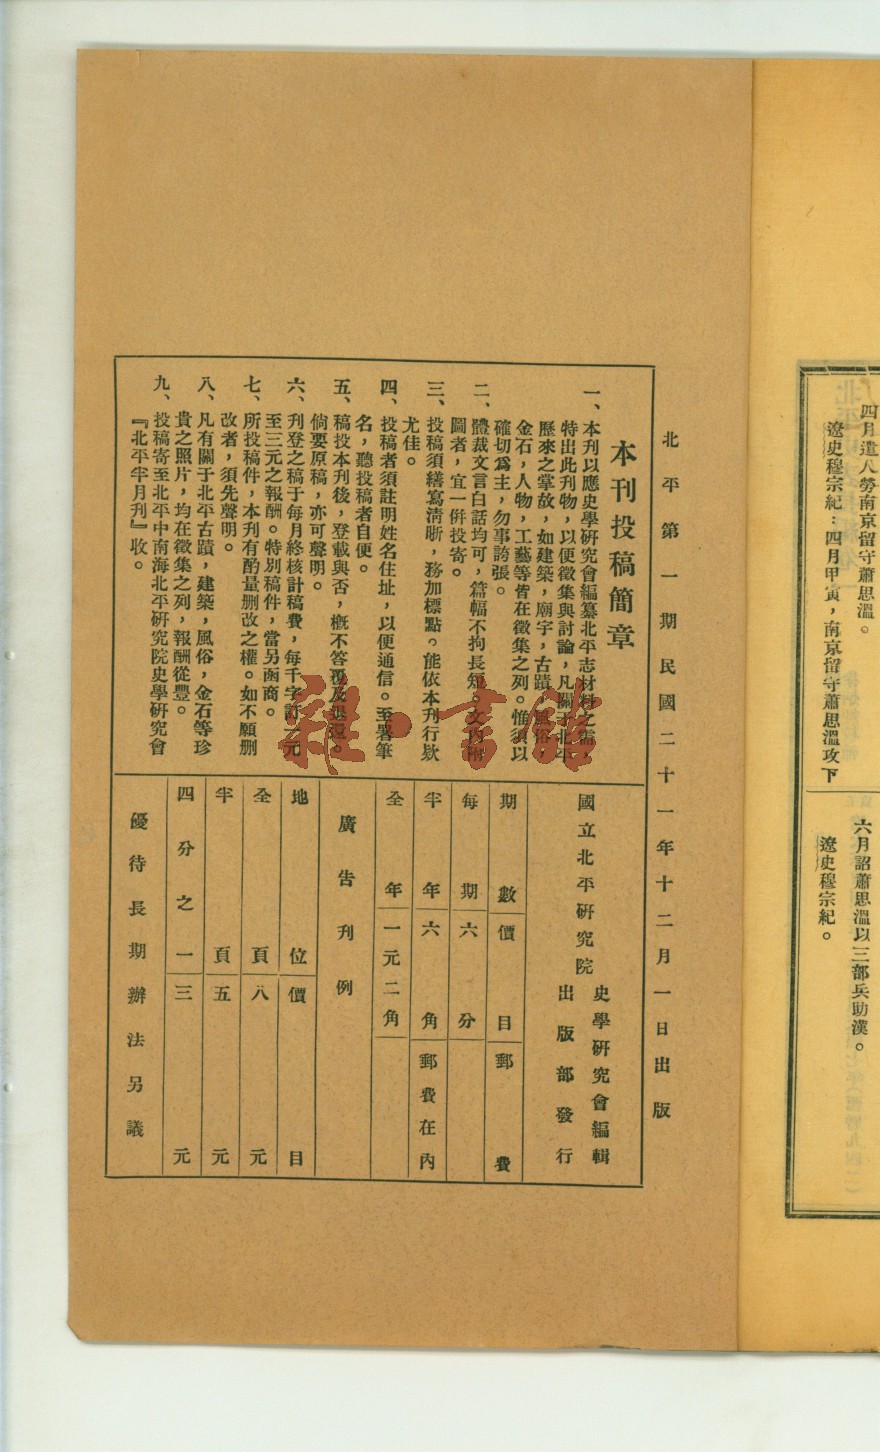 四月遣人勞南京留守蕭思溫。
遼史穆宗紀：四月甲寅，南京留守蕭思溫攻下
六月詔蕭思溫以三部兵助漢。
遼史穆宗紀。
北平第一期民國二十一年十二月一日出版
本刊投稿簡章
一、本刊以應史學研究會編纂北平志材料之需，
特出此刊物，以便徵集與討論，凡關于北平
歷來之掌故，如建築，廟宇，古蹟，風俗，
金石，人物，工藝等皆在徵集之列。惟須以
確切爲主，勿事誇張。
二、體裁文言白話均可，篇幅不拘長短。文內附
圖者，宜一併投寄。
三、投稿須繕寫清晰，務加標點。能依本刊行欵
尤佳。
四、投稿者須註明姓名住址，以便通信。至署筆
名，聽投稿者自便。
五、稿投本刊後，登載與否，槪不答覆及退還。
倘要原稿，亦可聲明。
六、刊登之稿于每月終核計稿費，每千字訂一元
至三元之報酬。特別稿件，當另函商。
七、所投稿件，本刊有酌量删改之權。如不願删
改者，須先聲明。
八、凡有關于北平古蹟，建築，風俗，金石等珍
貴之照片，均在徵集之列，報酬從豐。
九、投稿寄至北平中南海北平研究院史學研究會
『北平半月刊』收。
國立北平研究院
史學研究會編輯
出版部發行
期數價目郵費
每期六分
半年六角郵費在內
全年一元二角
廣告刊例
地位價目
全頁八元
半頁五元
四分之一三元
優待長期辦法另議
雜·書館